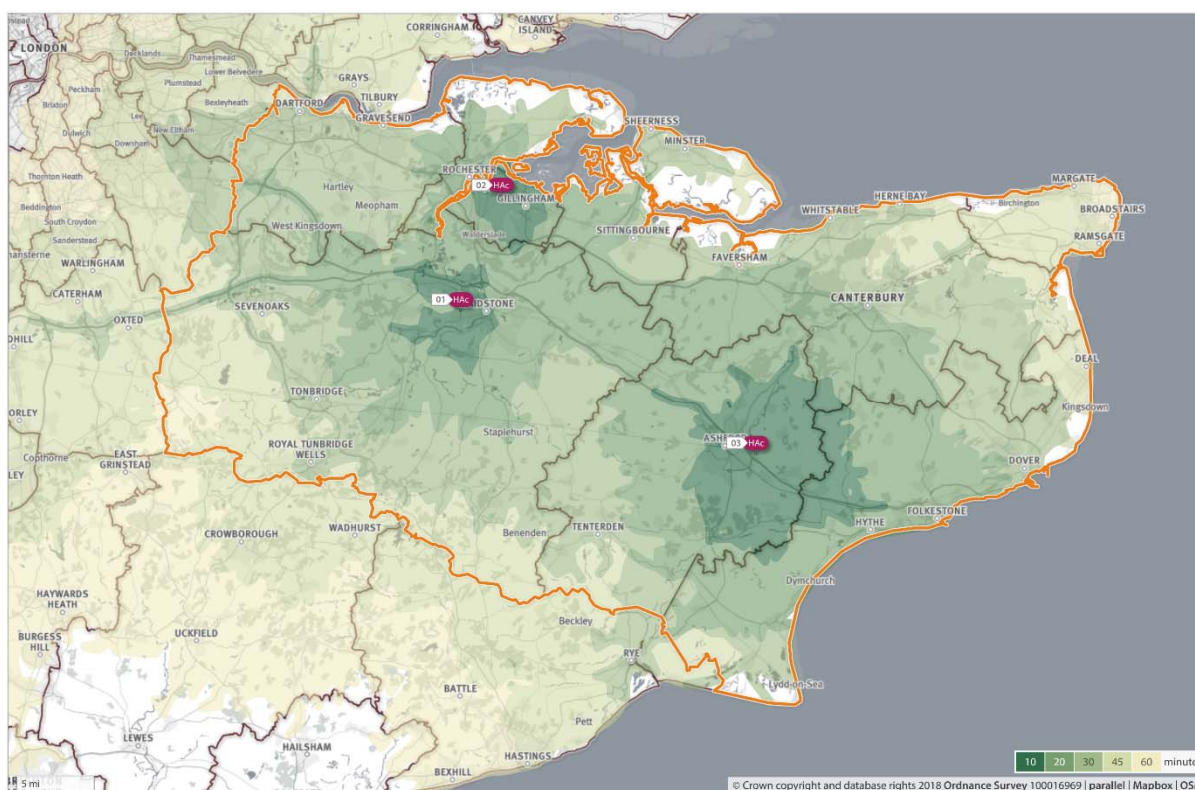 LONDON
Docklands
Thamesmead
Lower Belvedere
Plumstead
Peckham
Bexleyheath
Brixton
Lee
New Eltham
Dulwich
Downsham
Thornton Heath
Beddington
South Croydon
Sanderstead
WARLINGHAM
CATERHAM
OXTED
CORRINGHAM
CANVEY
ISLAND
GRAYS
TILBURY
DARTFORD
GRAVESEND
Hartley
Meopham
West Kingsdown
SEVENOAKS
ROCHESTER
02 HAc
GILLINGHAM
Walderslade
SHEERNESS
MINSTER
SITTINGBOURNE
FAVERSHAM
WHITSTABLE
HERNE BAY
Birchington
MARGATE
BROADSTAIRS
RAMSGATE
01 HAc
IDSTONE
CANTERBURY
DEAL
Kingsdown
DOVER
FOLKESTONE
HYTHE
Dymchurch
03 HAc
TONBRIDGE
Staplehurst
ROYAL TUNBRIDGE
WELLS
EAST
GRINSTEAD
Copthorne
CROWBOROUGH
WADHURST
Benenden
TENTERDEN
HAYWARDS
HEATH
BURGESS
HILL
UCKFIELD
Beckley
RYE
Lydd-on-Sea
BATTLE
Pett
LEWES
HAILSHAM
HASTINGS
BEXHILL
5 mi
10 20 30 45 60 minut
© Crown copyright and database rights 2018 Ordnance Survey 100016969 | parallel | Mapbox | OS